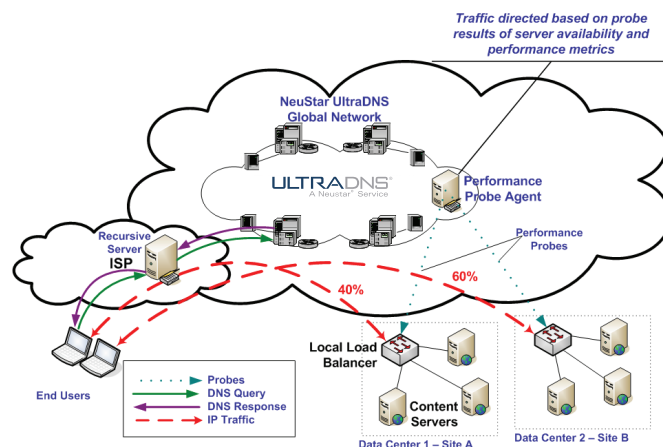 Traffic directed based on probe
results of server availability and
performance metrics
NeuStar UltraDNS
Global Network
ULTRADNS®
A Neustar® Service
Performance
Probe Agent
Recursive
Server
ISP
Performance
Probes
40%
60%
Local Load
Balancer
End Users
Probes
DNS Query
DNS Response
IP Traffic
Content
Servers
Data Center 1 – Site A
Data Center 2 – Site B